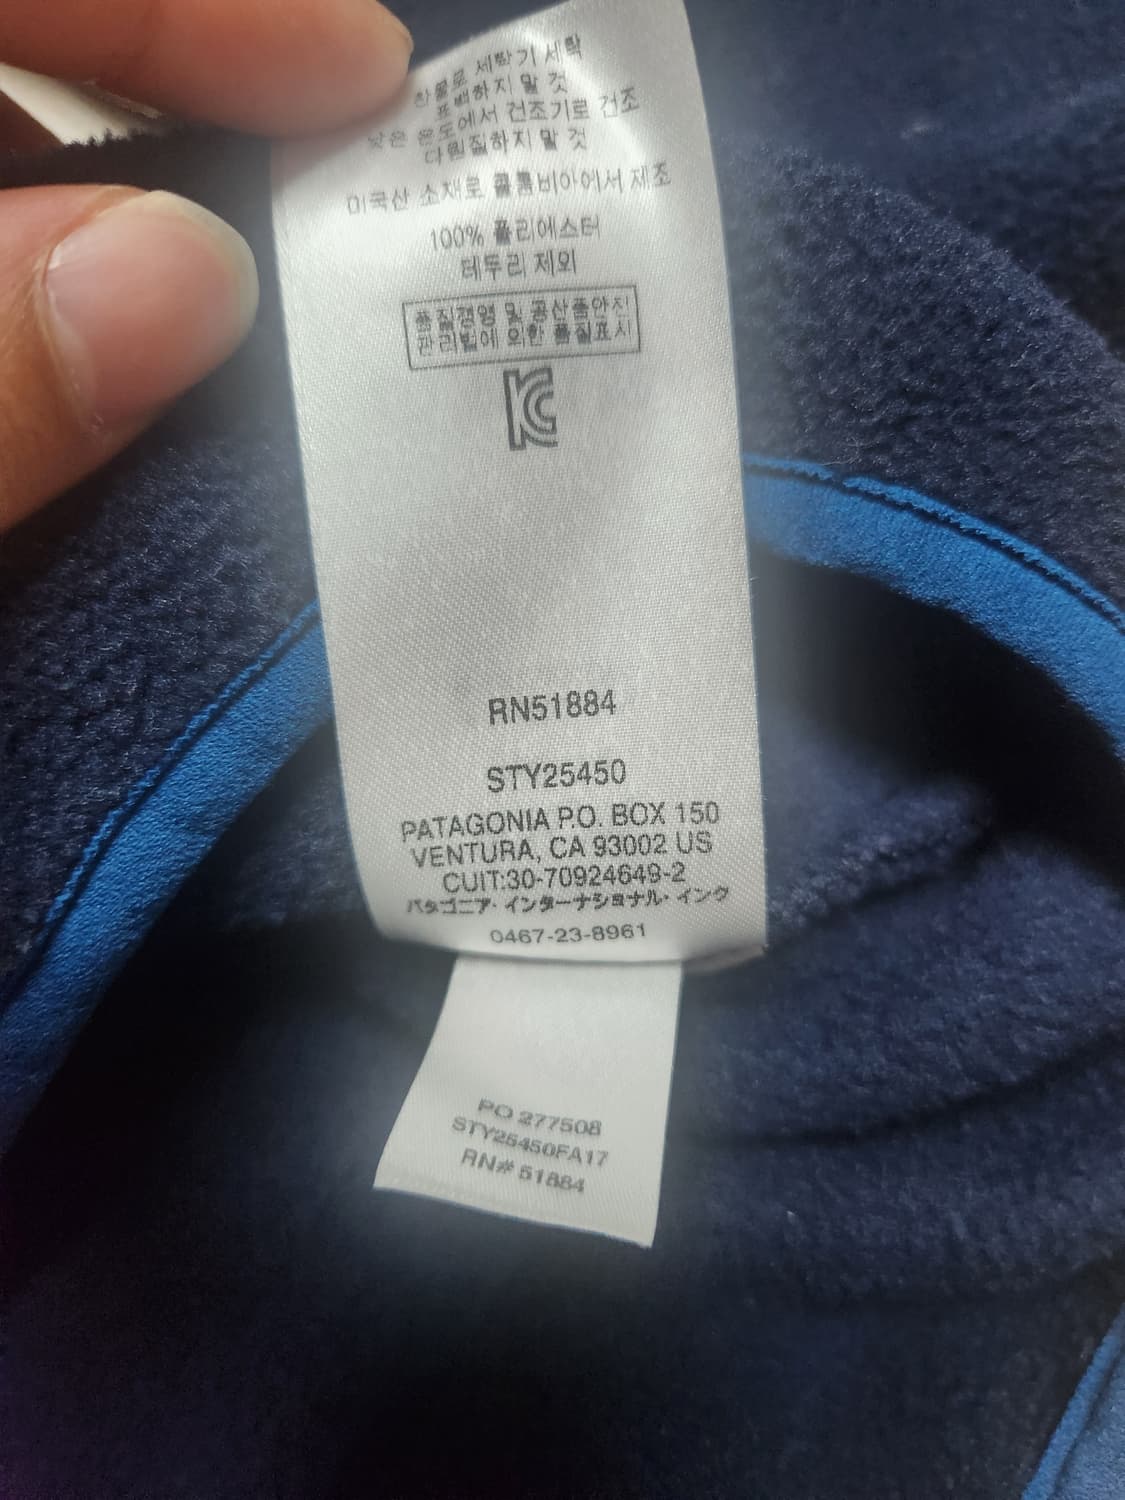 찬물로 세탁기 세탁
표백하지 말 것
낮은 온도에서 건조기로 건조
다림질하지 말 것
미국산 소재로 콜롬비아에서 제조
100% 폴리에스터
테두리 제외
품질경영 및 공산품안전
관리법에 의한 품질표시
KC
RN51884
STY25450
PATAGONIA P.O. BOX 150
VENTURA, CA 93002 US
CUIT:30-70924649-2
パタゴニア・インターナショナル・インク
0467-23-8961
PO 277508
STY25450FA17
RN# 51884